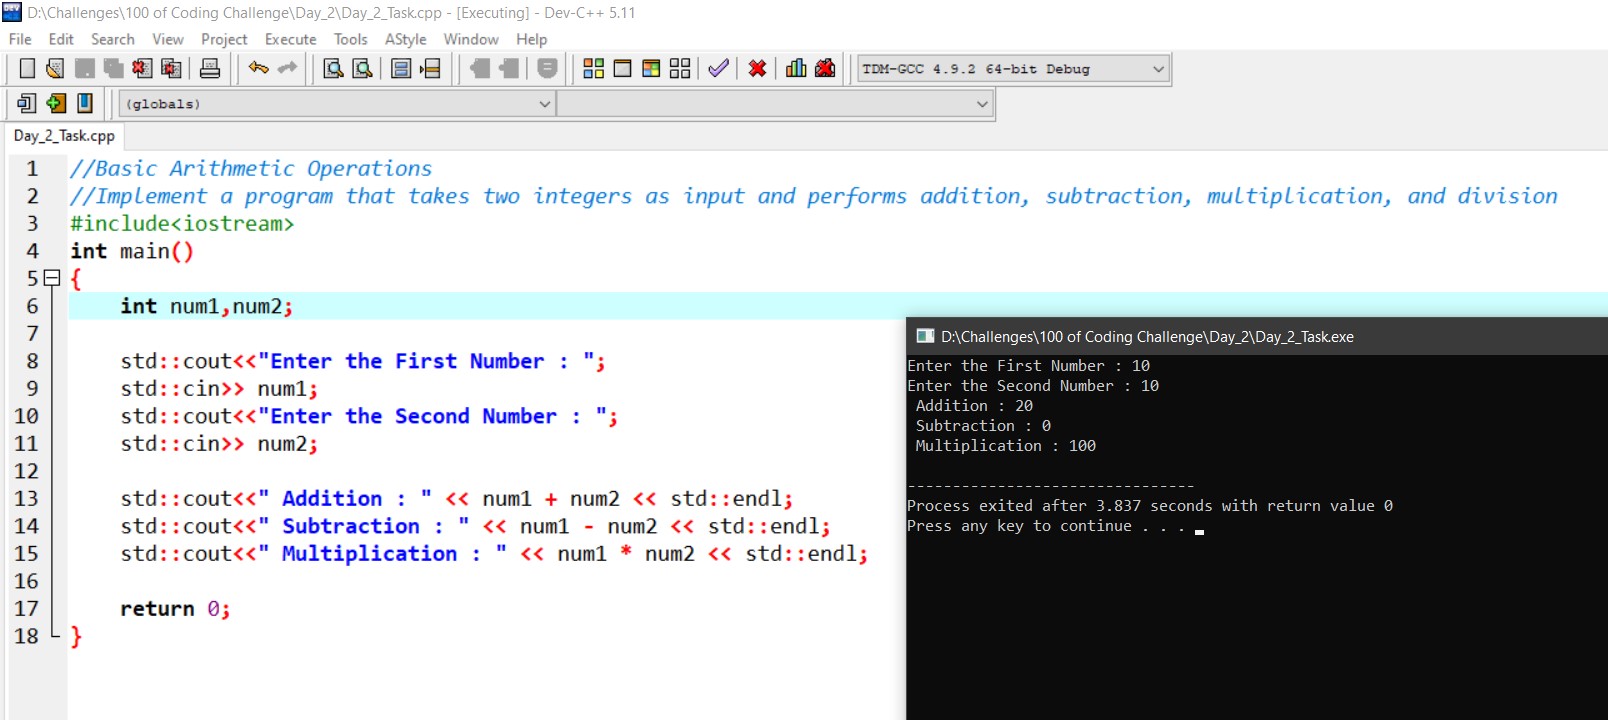 D:\Challenges\100 of Coding Challenge\Day_2\Day_2_Task.cpp - [Executing] - Dev-C++ 5.11
File Edit Search View Project Execute Tools AStyle Window Help
TDM-GCC 4.9.2 64-bit Debug
(globals)
Day_2_Task.cpp
1 //Basic Arithmetic Operations
2 //Implement a program that takes two integers as input and performs addition, subtraction, multiplication, and division
3 #include<iostream>
4 int main()
5 {
6 int num1,num2;
7
8 std::cout<<"Enter the First Number : ";
9 std::cin>> num1;
10 std::cout<<"Enter the Second Number : ";
11 std::cin>> num2;
12
13 std::cout<<" Addition : " << num1 + num2 << std::endl;
14 std::cout<<" Subtraction : " << num1 - num2 << std::endl;
15 std::cout<<" Multiplication : " << num1 * num2 << std::endl;
16
17 return 0;
18 }
D:\Challenges\100 of Coding Challenge\Day_2\Day_2_Task.exe
Enter the First Number : 10
Enter the Second Number : 10
Addition : 20
Subtraction : 0
Multiplication : 100
--------------------------------
Process exited after 3.837 seconds with return value 0
Press any key to continue . . .